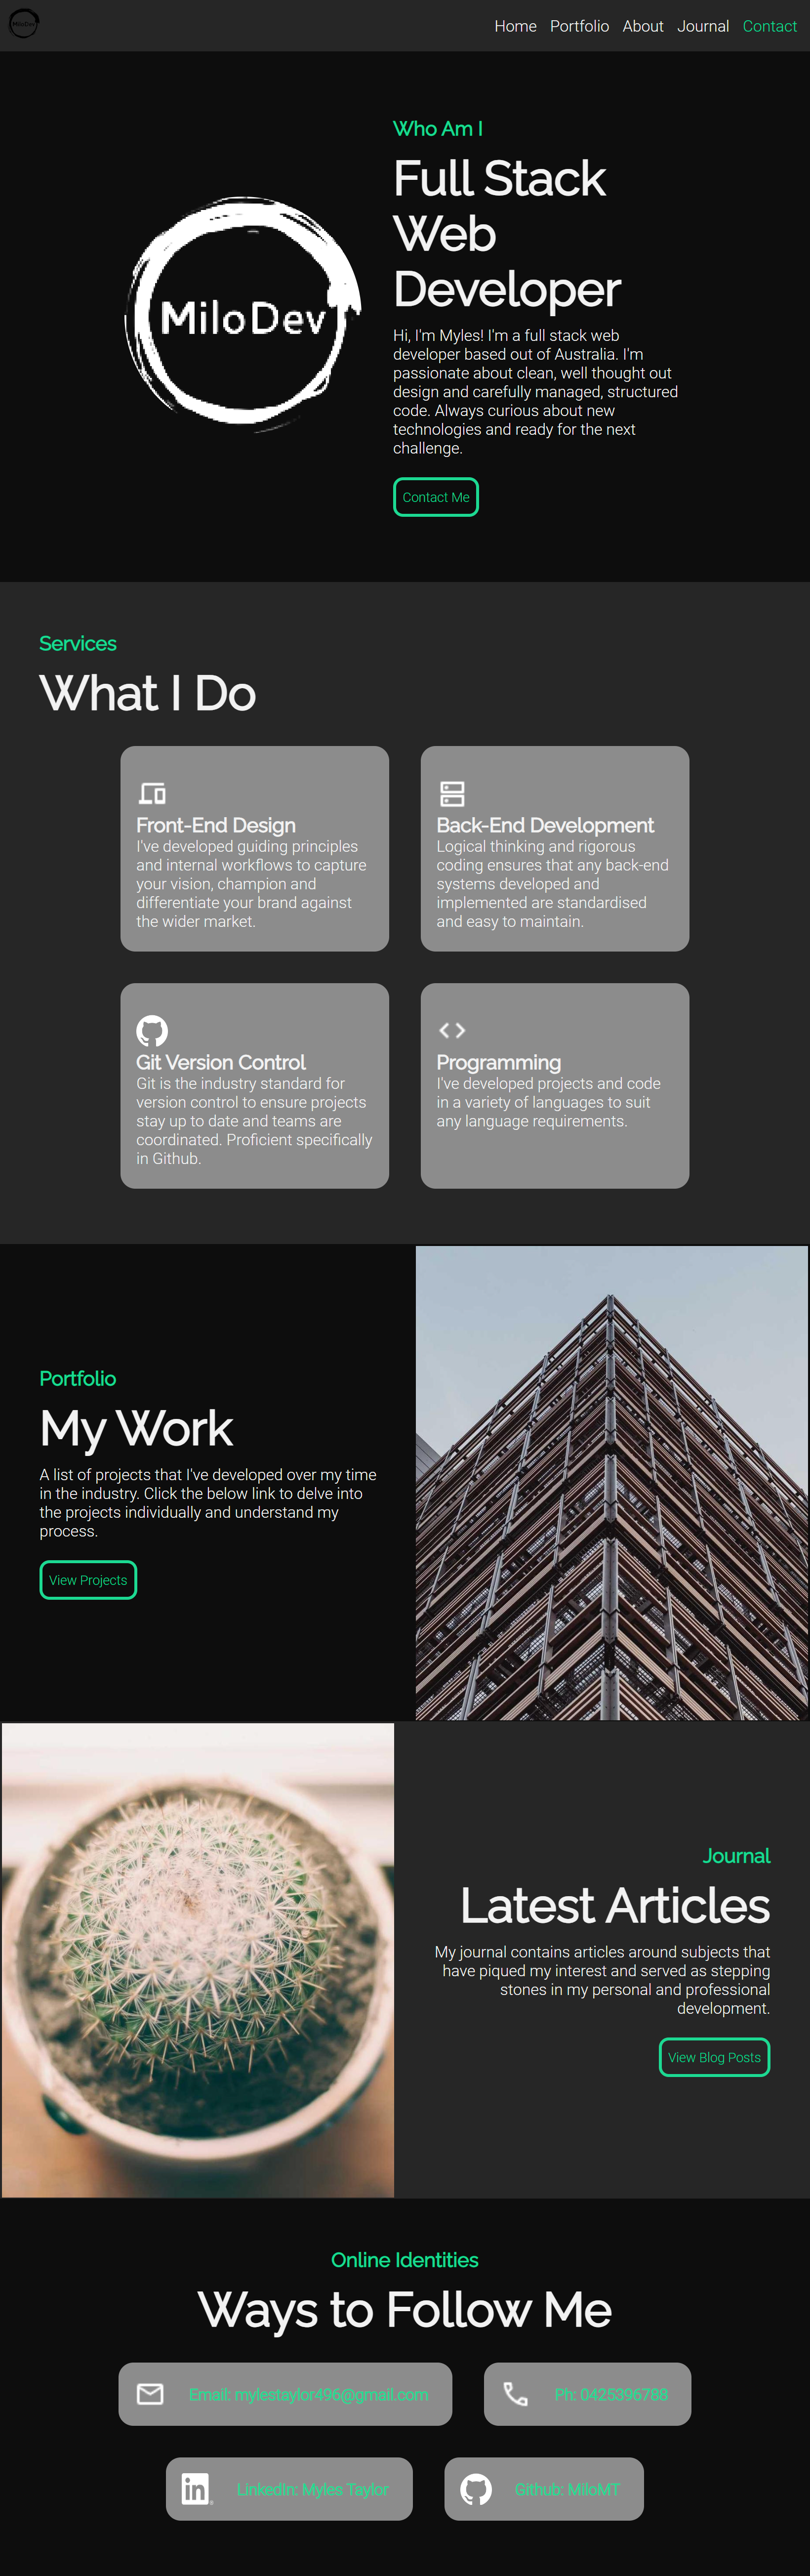 MiloDev
Home Portfolio About Journal Contact
Who Am I
Full Stack
Web
Developer
MiloDev
Hi, I'm Myles! I'm a full stack web
developer based out of Australia. I'm
passionate about clean, well thought out
design and carefully managed, structured
code. Always curious about new
technologies and ready for the next
challenge.
Contact Me
Services
What I Do
Front-End Design
I've developed guiding principles
and internal workflows to capture
your vision, champion and
differentiate your brand against
the wider market.
Back-End Development
Logical thinking and rigorous
coding ensures that any back-end
systems developed and
implemented are standardised
and easy to maintain.
Git Version Control
Git is the industry standard for
version control to ensure projects
stay up to date and teams are
coordinated. Proficient specifically
in Github.
Programming
I've developed projects and code
in a variety of languages to suit
any language requirements.
Portfolio
My Work
A list of projects that I've developed over my time
in the industry. Click the below link to delve into
the projects individually and understand my
process.
View Projects
Journal
Latest Articles
My journal contains articles around subjects that
have piqued my interest and served as stepping
stones in my personal and professional
development.
View Blog Posts
Online Identities
Ways to Follow Me
Email: mylestaylor496@gmail.com
Ph: 0425396788
in
LinkedIn: Myles Taylor
Github: MiloMT